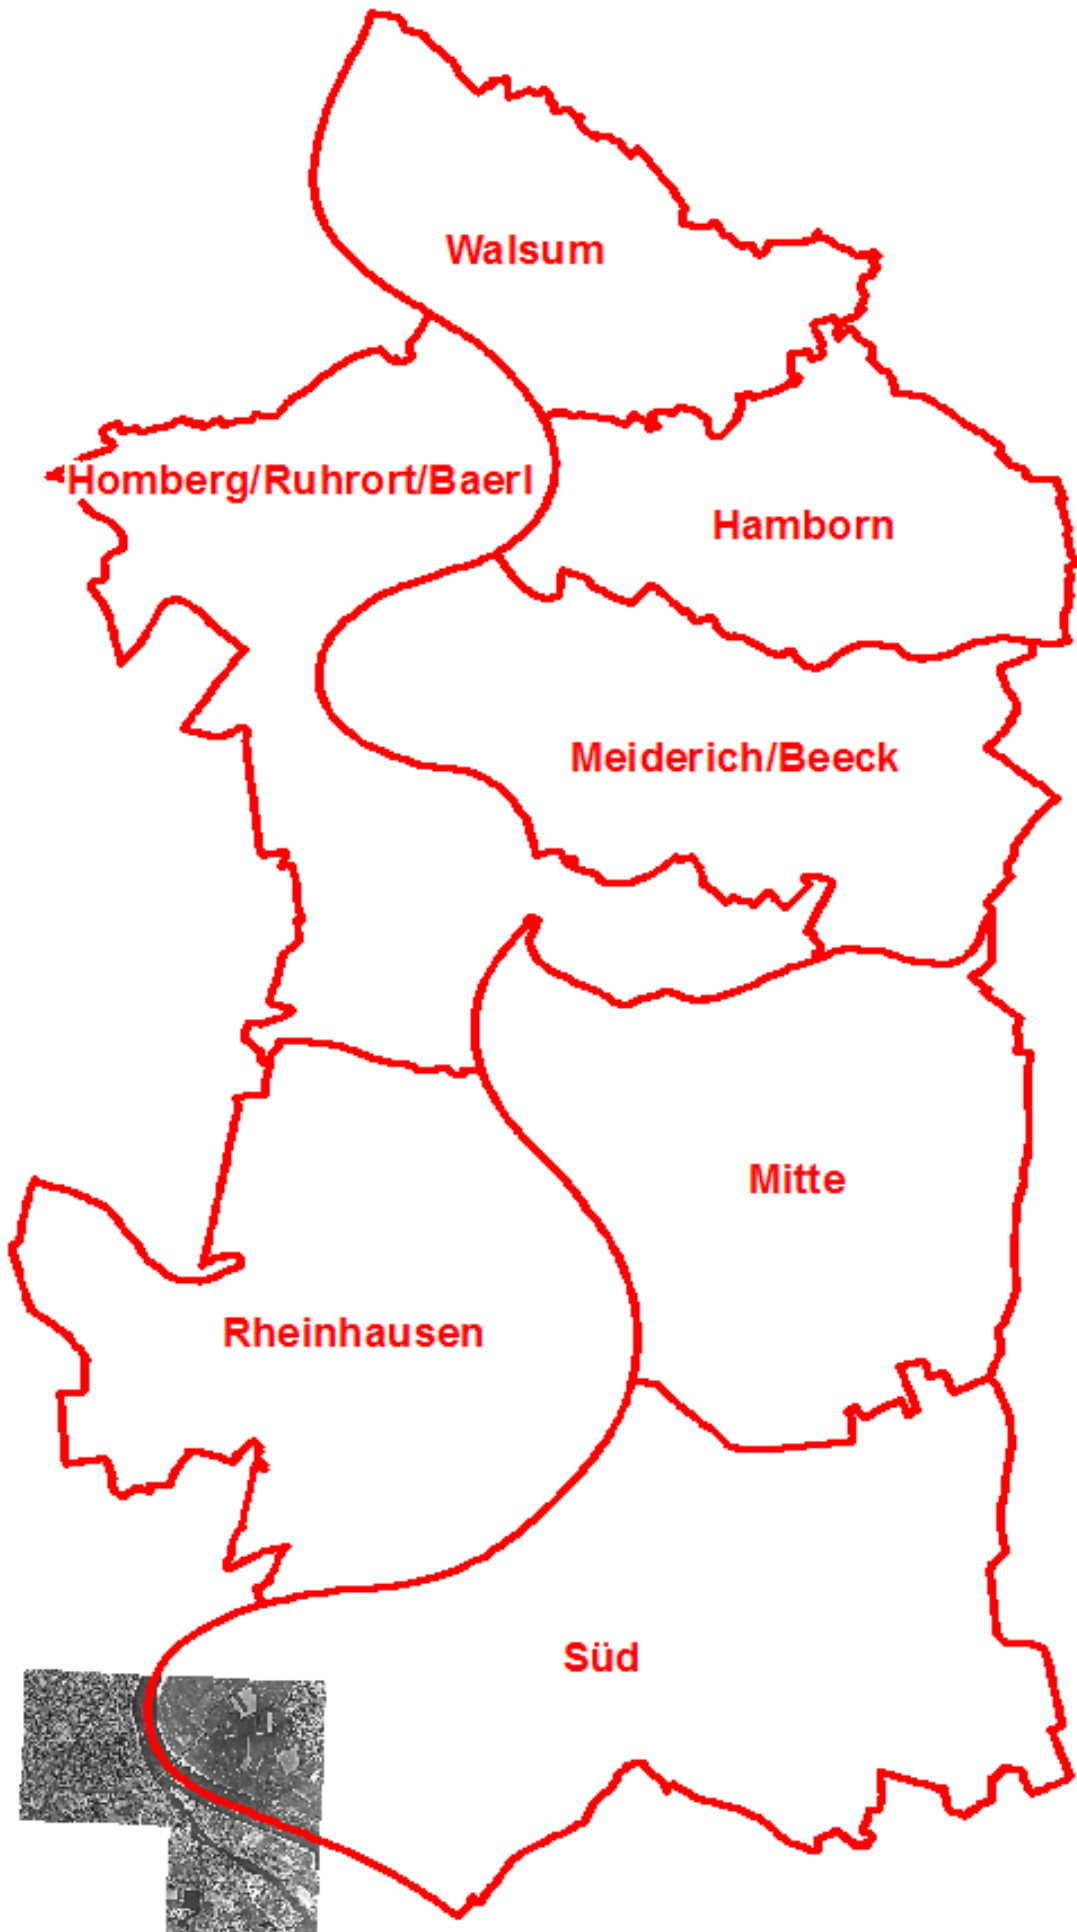 Walsum
Homberg/Ruhrort/Baerl
Hamborn
Meiderich/Beeck
Mitte
Rheinhausen
Süd